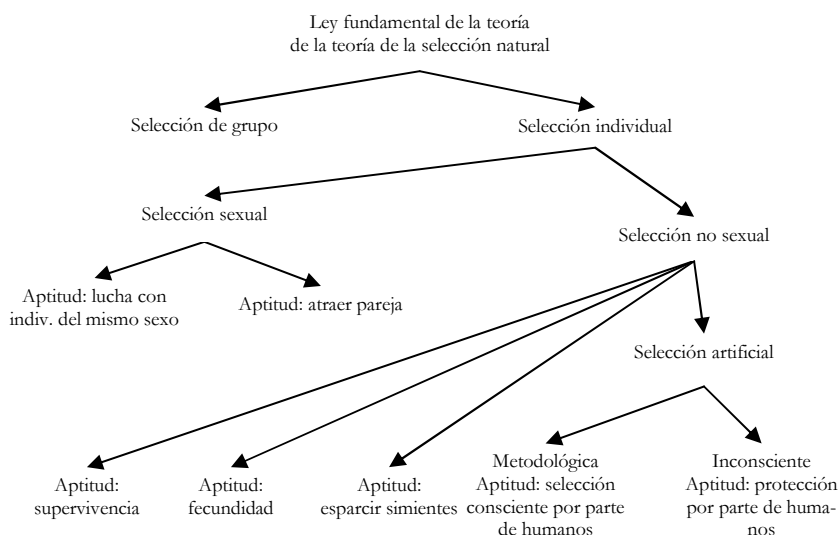 Ley fundamental de la teoría
de la teoría de la selección natural
Selección de grupo
Selección individual
Selección sexual
Selección no sexual
Aptitud: lucha con
indiv. del mismo sexo
Aptitud: atraer pareja
Selección artificial
Aptitud:
supervivencia
Aptitud:
fecundidad
Aptitud:
esparcir simientes
Metodológica
Aptitud: selección
consciente por parte
de humanos
Inconsciente
Aptitud: protección
por parte de huma-
nos